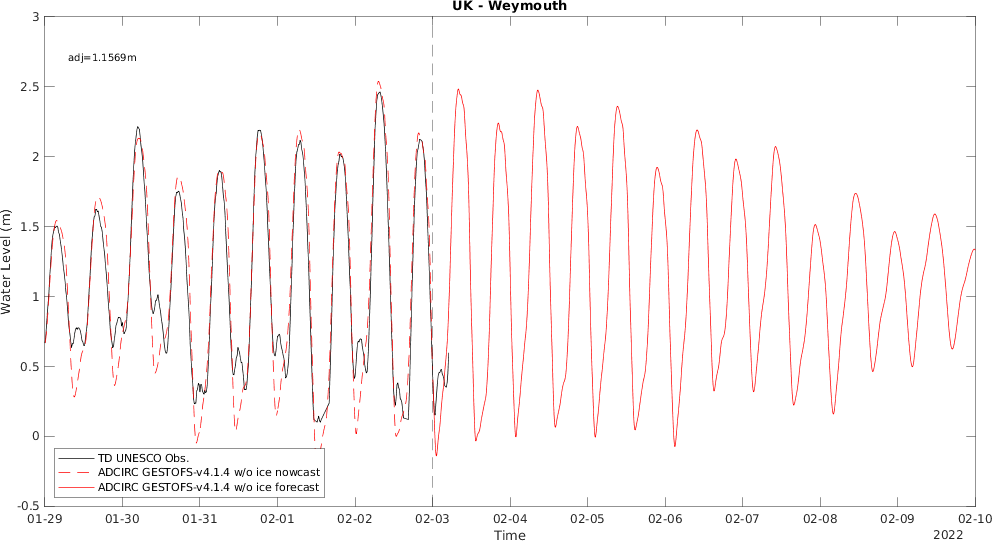 UK - Weymouth
3
adj=1.1569m
2.5
2
1.5
1
0.5
0
-0.5
Water Level (m)
TD UNESCO Obs.
ADCIRC GESTOFS-v4.1.4 w/o ice nowcast
ADCIRC GESTOFS-v4.1.4 w/o ice forecast
01-29 01-30 01-31 02-01 02-02 02-03 02-04 02-05 02-06 02-07 02-08 02-09 02-10
Time
2022